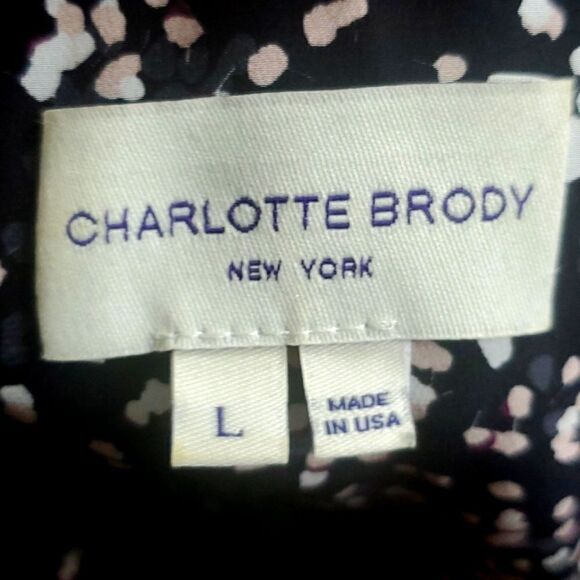 CHARLOTTE BRODY
NEW YORK
L
MADE
IN USA